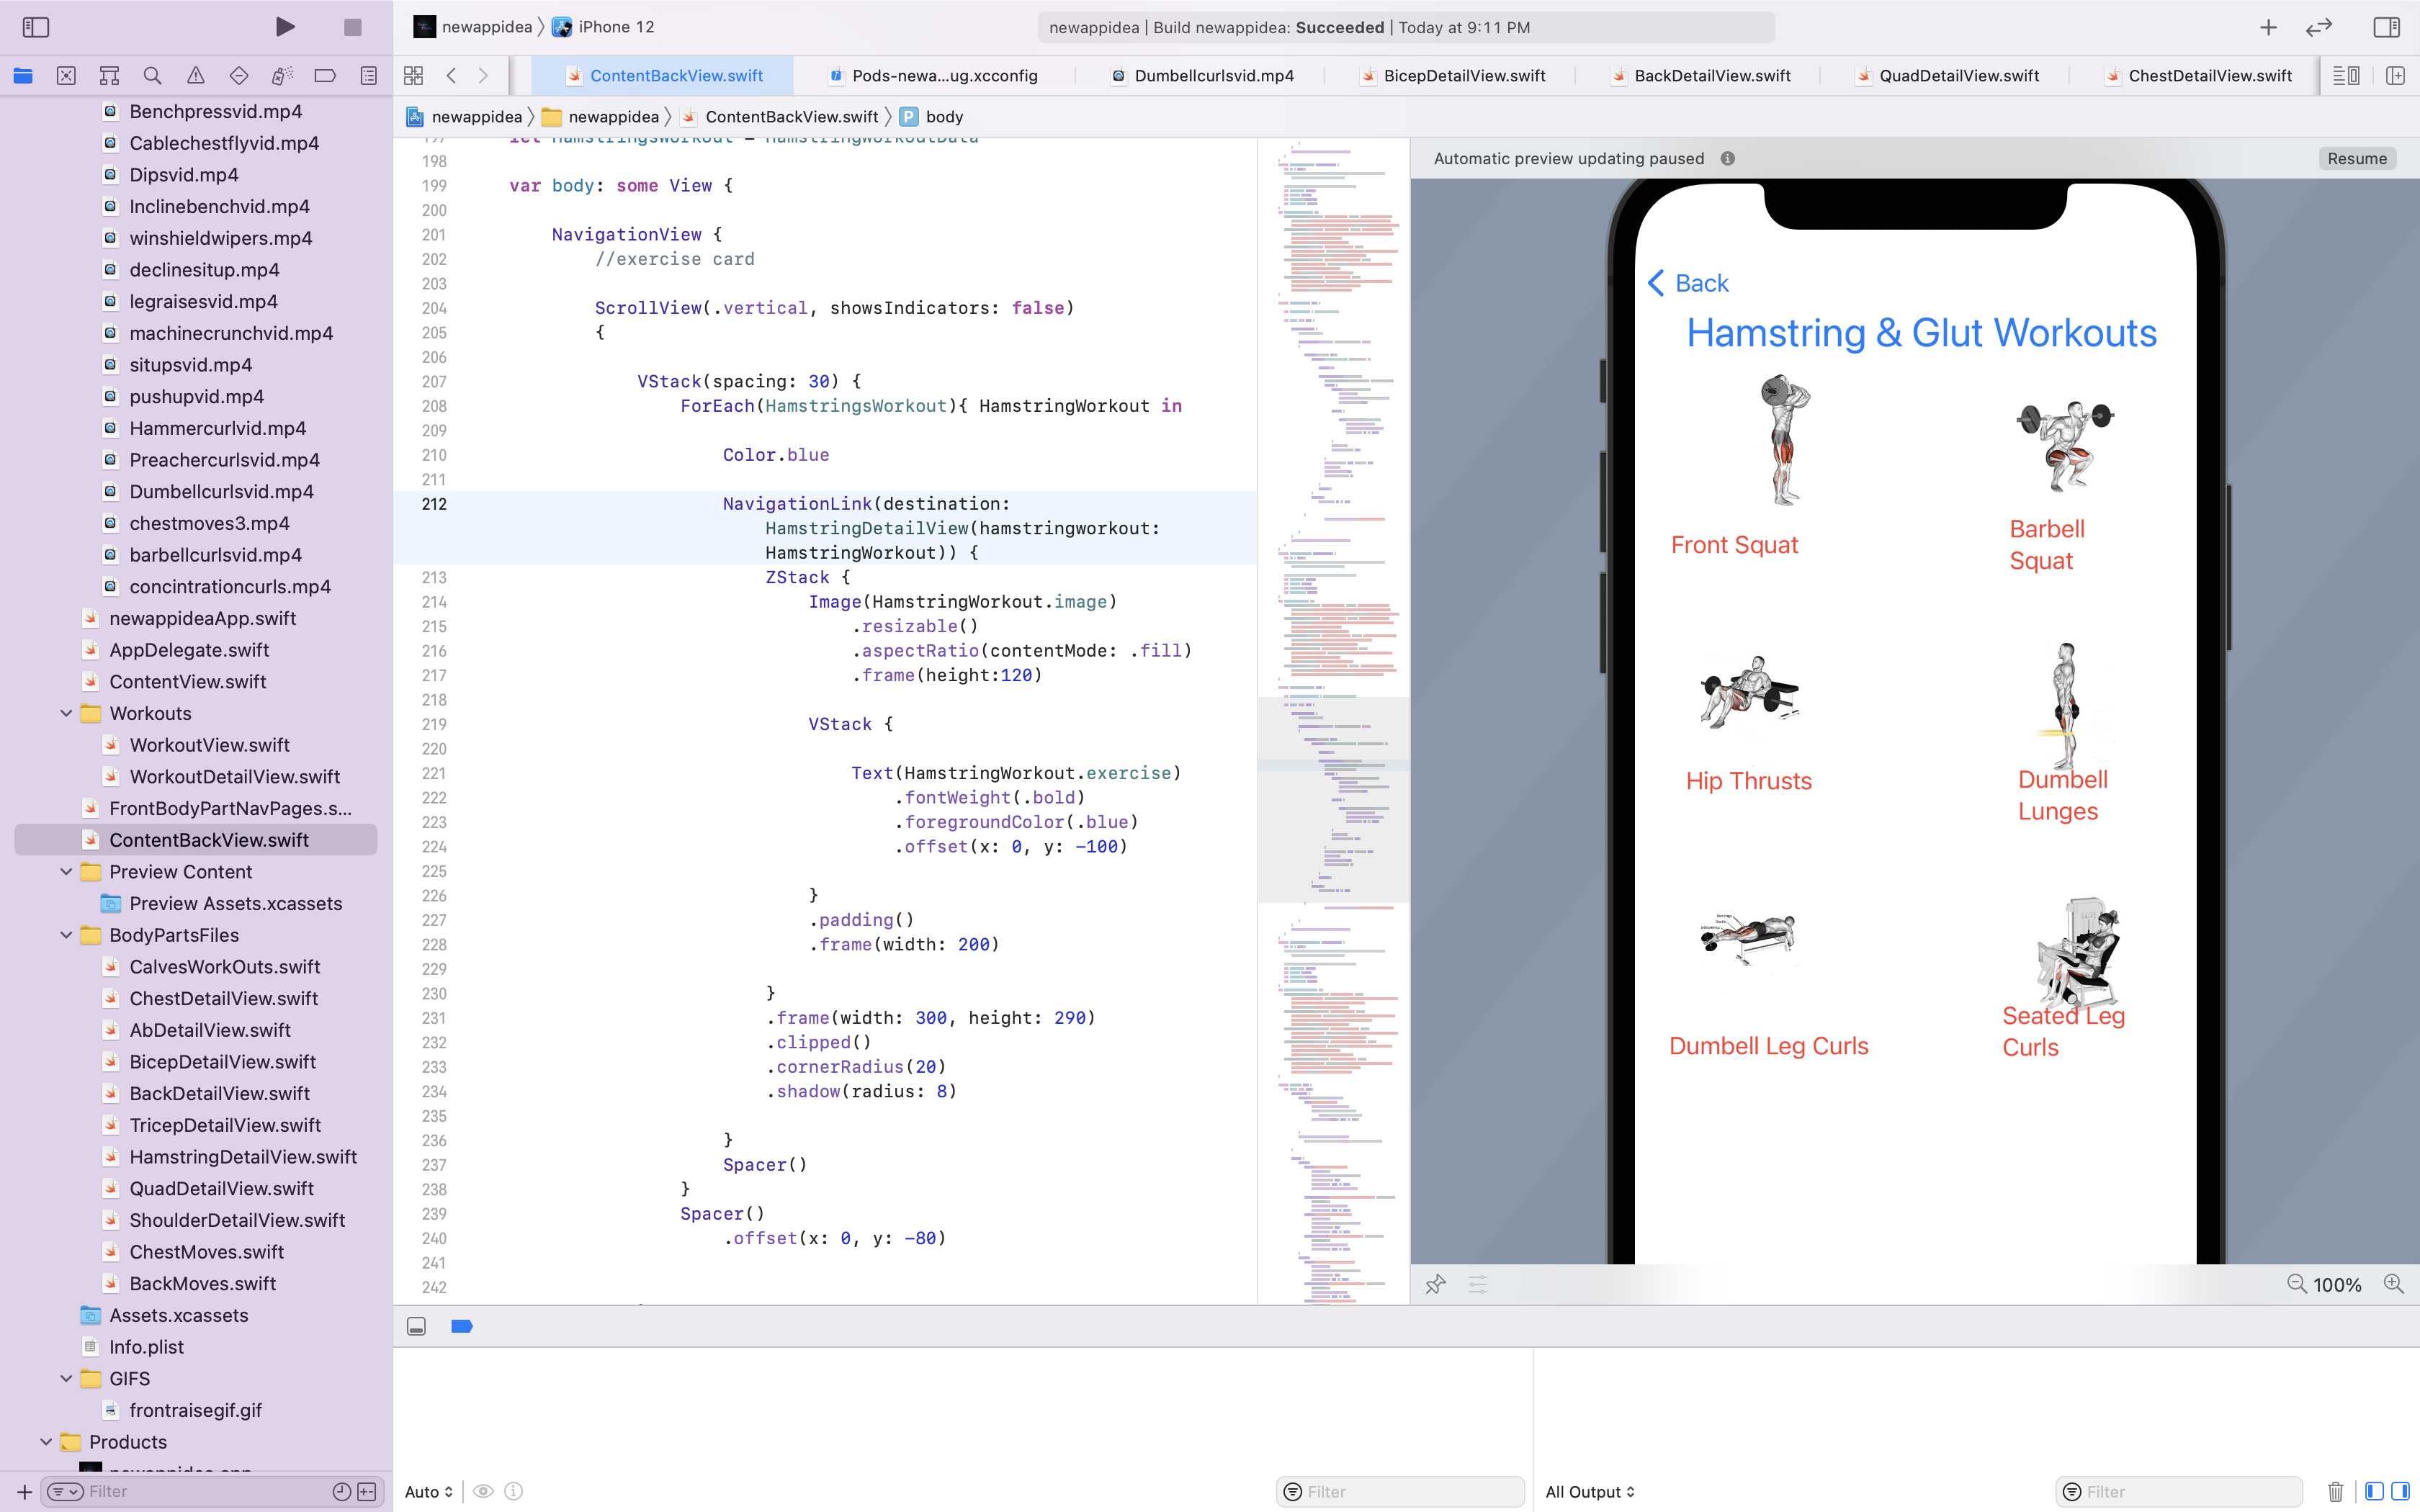 newappidea
iPhone 12
newappidea | Build newappidea: Succeeded | Today at 9:11 PM
ContentBackView.swift
Pods-newa...ug.xcconfig
Dumbellcurlsvid.mp4
BicepDetailView.swift
BackDetailView.swift
QuadDetailView.swift
ChestDetailView.swift
newappidea
newappidea
ContentBackView.swift
P body
Benchpressvid.mp4
Cablechestflyvid.mp4
Dipsvid.mp4
Inclinebenchvid.mp4
winshieldwipers.mp4
declinesitup.mp4
legraisesvid.mp4
machinecrunchvid.mp4
situpsvid.mp4
pushupvid.mp4
Hammercurlvid.mp4
Preachercurlsvid.mp4
Dumbellcurlsvid.mp4
chestmoves3.mp4
barbellcurlsvid.mp4
concintrationcurls.mp4
newappideaApp.swift
AppDelegate.swift
ContentView.swift
Workouts
WorkoutView.swift
WorkoutDetailView.swift
FrontBodyPartNavPages.s...
ContentBackView.swift
Preview Content
Preview Assets.xcassets
BodyPartsFiles
CalvesWorkOuts.swift
ChestDetailView.swift
AbDetailView.swift
BicepDetailView.swift
BackDetailView.swift
TricepDetailView.swift
HamstringDetailView.swift
QuadDetailView.swift
ShoulderDetailView.swift
ChestMoves.swift
BackMoves.swift
Assets.xcassets
Info.plist
GIFS
frontraisegif.gif
Products
newappidea.app
Filter
197 let HamstringsWorkout = HamstringWorkoutData
198
199 var body: some View {
200
201 NavigationView {
202 //exercise card
203
204 ScrollView(.vertical, showsIndicators: false)
205 {
206
207 VStack(spacing: 30) {
208 ForEach(HamstringsWorkout){ HamstringWorkout in
209
210 Color.blue
211
212 NavigationLink(destination:
HamstringDetailView(hamstringworkout:
HamstringWorkout)) {
213 ZStack {
214 Image(HamstringWorkout.image)
215 .resizable()
216 .aspectRatio(contentMode: .fill)
217 .frame(height:120)
218
219 VStack {
220
221 Text(HamstringWorkout.exercise)
222 .fontWeight(.bold)
223 .foregroundColor(.blue)
224 .offset(x: 0, y: -100)
225
226 }
227 .padding()
228 .frame(width: 200)
229
230 }
231 .frame(width: 300, height: 290)
232 .clipped()
233 .cornerRadius(20)
234 .shadow(radius: 8)
235
236 }
237 Spacer()
238 }
239 Spacer()
240 .offset(x: 0, y: -80)
241
242
Automatic preview updating paused
Resume
Back
Hamstring & Glut Workouts
Front Squat
Barbell
Squat
Hip Thrusts
Dumbell
Lunges
Dumbell Leg Curls
Seated Leg
Curls
100%
Auto
Filter
All Output
Filter